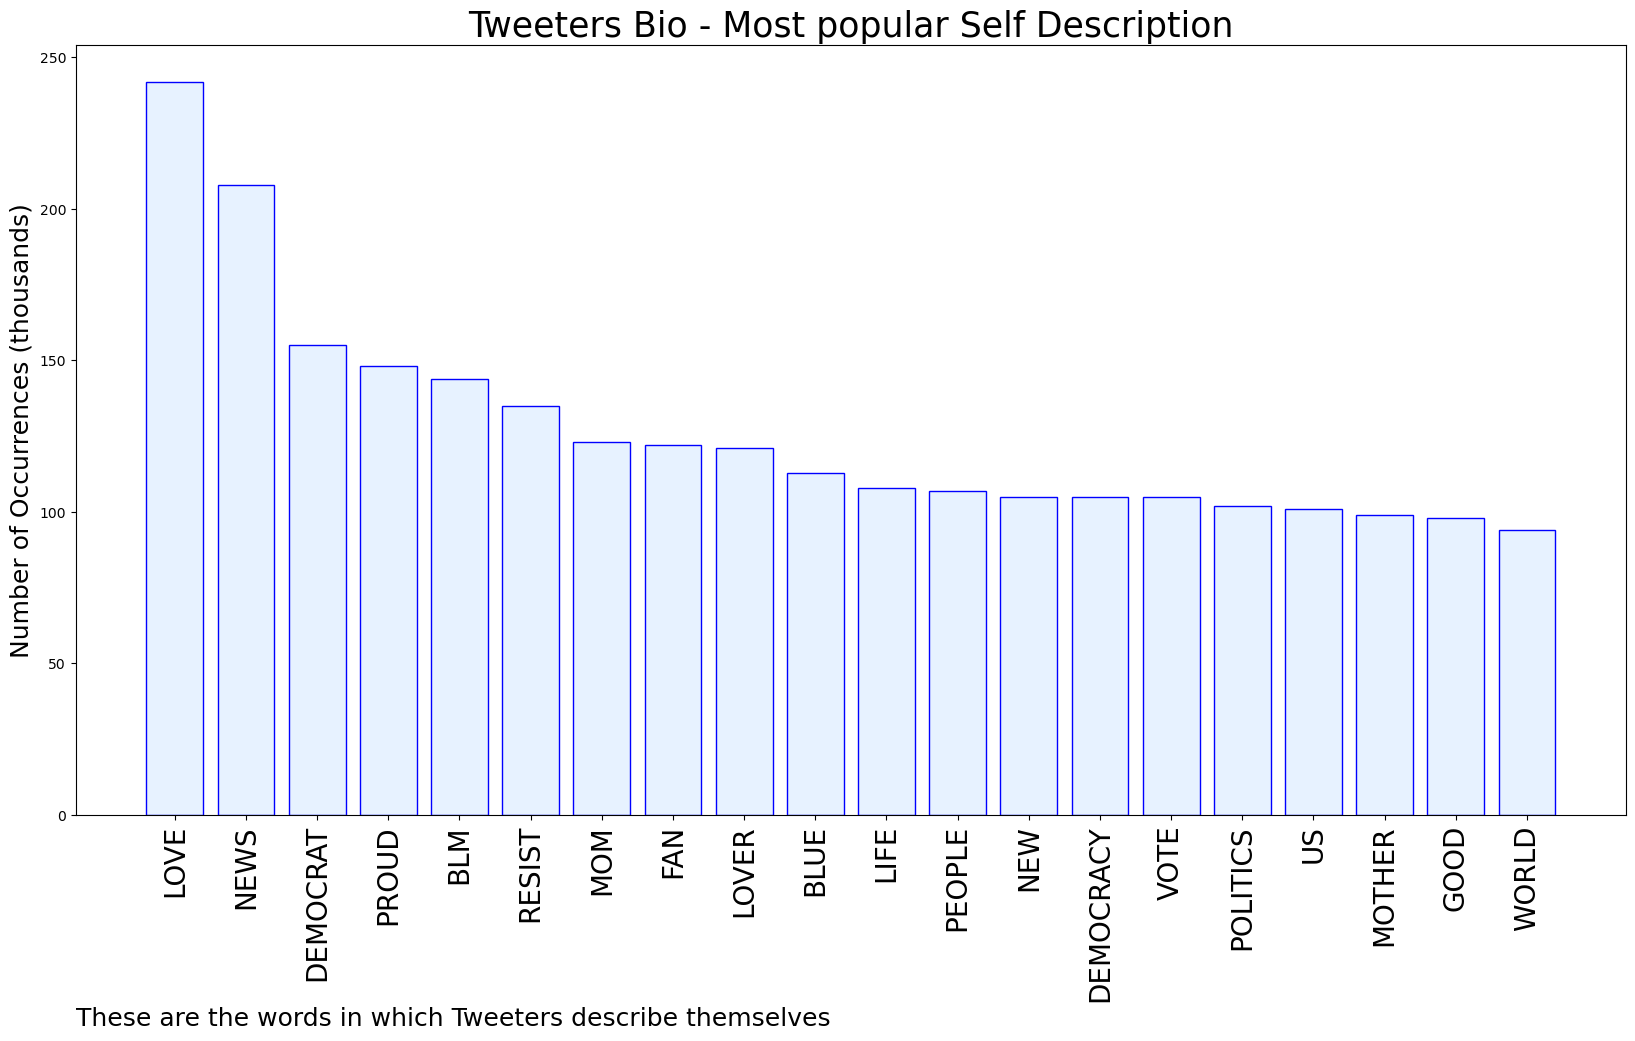 Tweeters Bio - Most popular Self Description
Number of Occurrences (thousands)
250
200
150
100
50
0
LOVE
NEWS
DEMOCRAT
PROUD
BLM
RESIST
MOM
FAN
LOVER
BLUE
LIFE
PEOPLE
NEW
DEMOCRACY
VOTE
POLITICS
US
MOTHER
GOOD
WORLD
These are the words in which Tweeters describe themselves